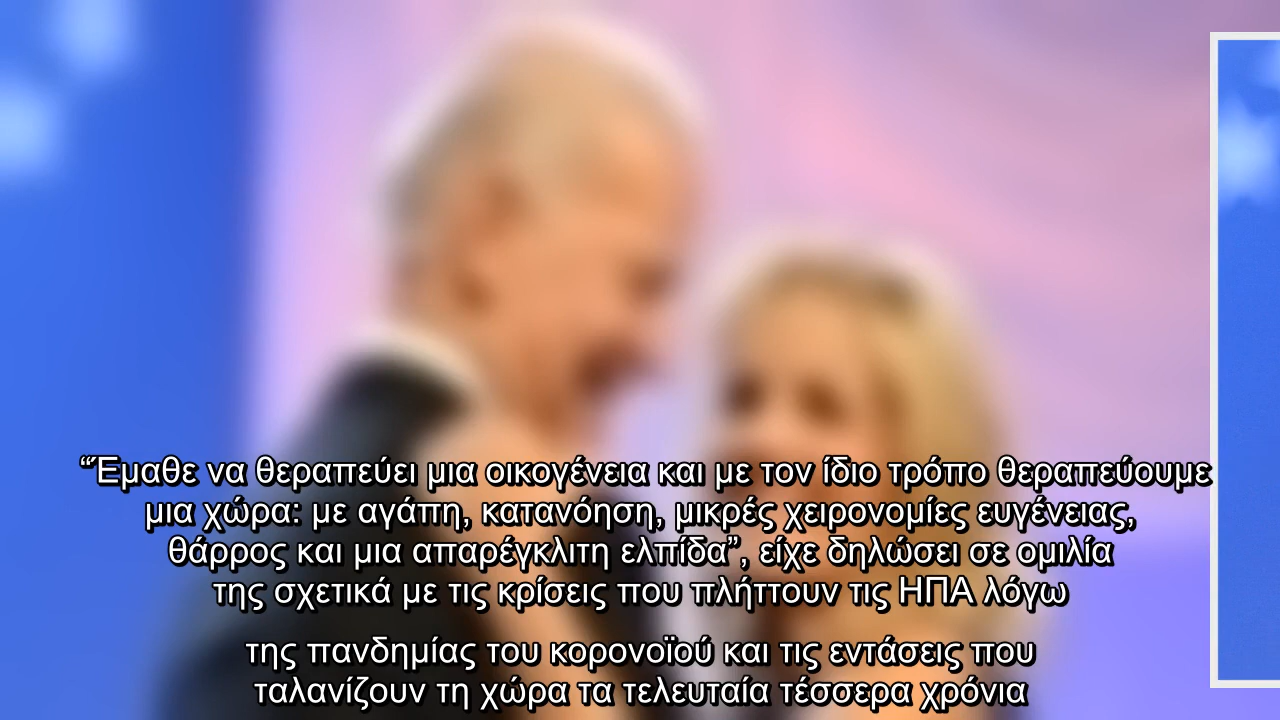 “Έμαθε να θεραπεύει μια οικογένεια και με τον ίδιο τρόπο θεραπεύουμε
μια χώρα: με αγάπη, κατανόηση, μικρές χειρονομίες ευγένειας,
θάρρος και μια απαρέγκλιτη ελπίδα”, είχε δηλώσει σε ομιλία
της σχετικά με τις κρίσεις που πλήττουν τις ΗΠΑ λόγω
της πανδημίας του κορονοϊού και τις εντάσεις που
ταλανίζουν τη χώρα τα τελευταία τέσσερα χρόνια